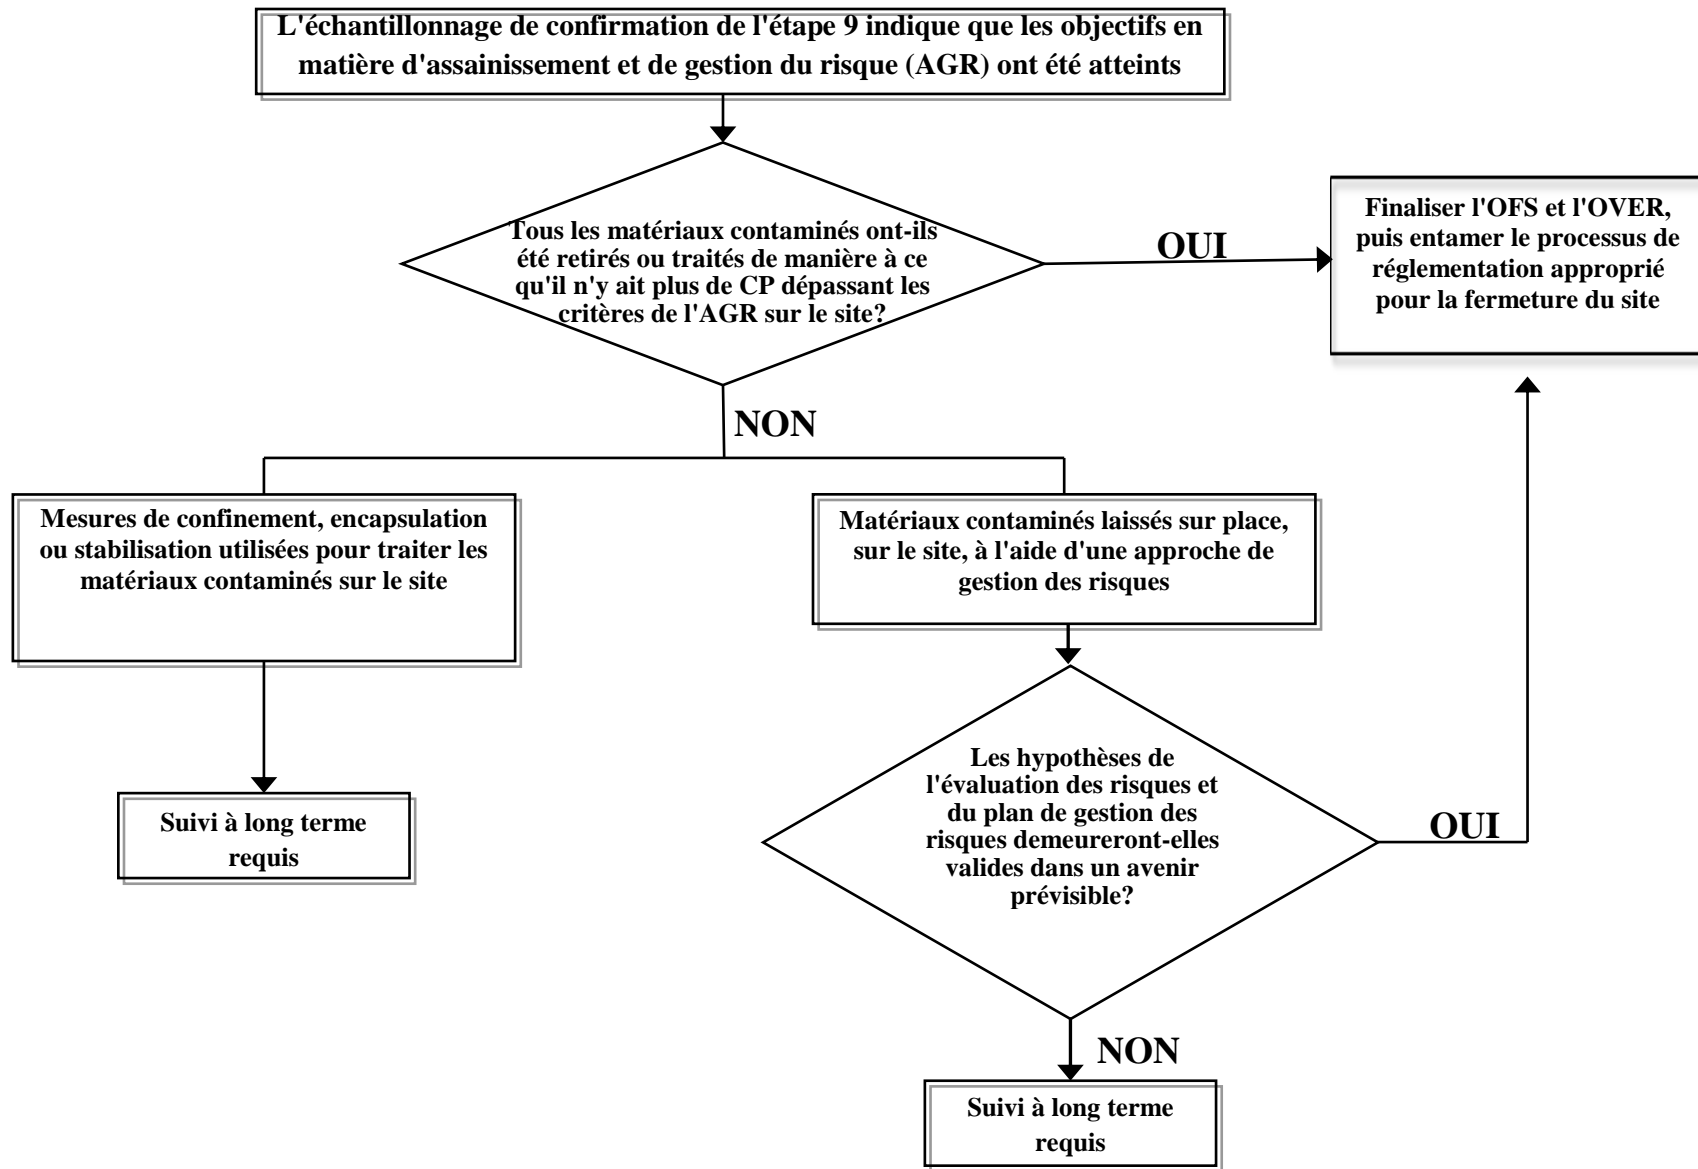 L'échantillonnage de confirmation de l'étape 9 indique que les objectifs en
matière d'assainissement et de gestion du risque (AGR) ont été atteints
Tous les matériaux contaminés ont-ils
été retirés ou traités de manière à ce
qu'il n'y ait plus de CP dépassant les
critères de l'AGR sur le site?
OUI
Finaliser l'OFS et l'OVER,
puis entamer le processus de
réglementation approprié
pour la fermeture du site
NON
Mesures de confinement, encapsulation
ou stabilisation utilisées pour traiter les
matériaux contaminés sur le site
Matériaux contaminés laissés sur place,
sur le site, à l'aide d'une approche de
gestion des risques
Suivi à long terme
requis
Les hypothèses de
l'évaluation des risques et
du plan de gestion des
risques demeureront-elles
valides dans un avenir
prévisible?
OUI
NON
Suivi à long terme
requis